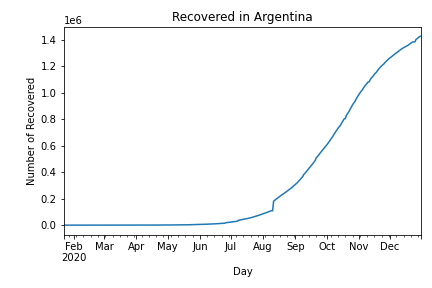 Recovered in Argentina
1e6
1.4
1.2
1.0
0.8
0.6
0.4
0.2
0.0
Number of Recovered
Feb Mar Apr May Jun Jul Aug Sep Oct Nov Dec
2020
Day